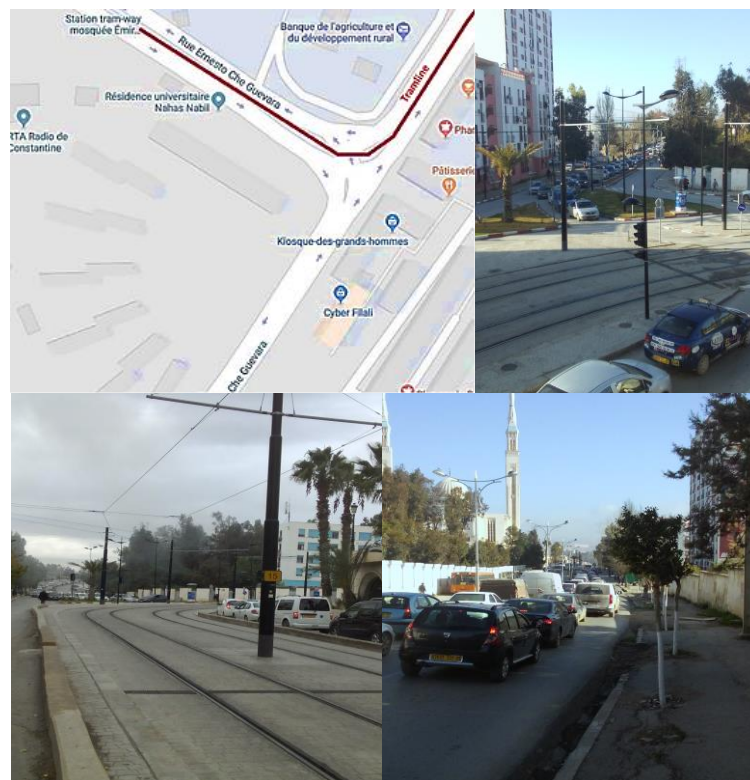 Station tram-way
mosquée Émir...
Rue Ernesto Che Guevara
Banque de l'agriculture et
du développement rural
Tramline
Résidence universitaire
Nahas Nabil
RTA Radio de
Constantine
Phar
Pâtisserie
Kiosque-des-grands-hommes
Cyber Filali
Che Guevara